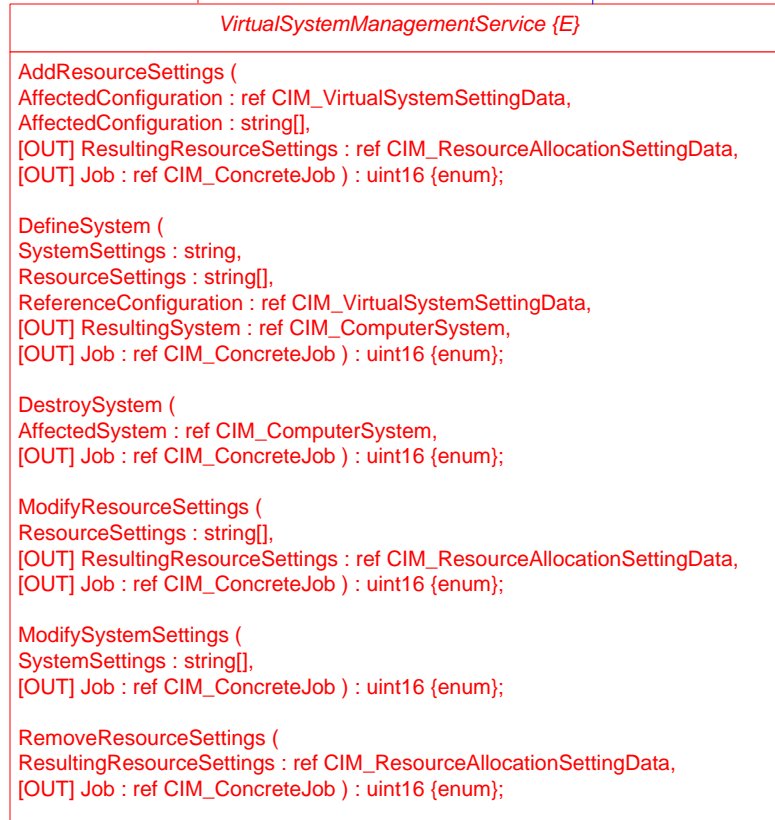 VirtualSystemManagementService {E}
AddResourceSettings (
AffectedConfiguration : ref CIM_VirtualSystemSettingData,
AffectedConfiguration : string[],
[OUT] ResultingResourceSettings : ref CIM_ResourceAllocationSettingData,
[OUT] Job : ref CIM_ConcreteJob ) : uint16 {enum};
DefineSystem (
SystemSettings : string,
ResourceSettings : string[],
ReferenceConfiguration : ref CIM_VirtualSystemSettingData,
[OUT] ResultingSystem : ref CIM_ComputerSystem,
[OUT] Job : ref CIM_ConcreteJob ) : uint16 {enum};
DestroySystem (
AffectedSystem : ref CIM_ComputerSystem,
[OUT] Job : ref CIM_ConcreteJob ) : uint16 {enum};
ModifyResourceSettings (
ResourceSettings : string[],
[OUT] ResultingResourceSettings : ref CIM_ResourceAllocationSettingData,
[OUT] Job : ref CIM_ConcreteJob ) : uint16 {enum};
ModifySystemSettings (
SystemSettings : string[],
[OUT] Job : ref CIM_ConcreteJob ) : uint16 {enum};
RemoveResourceSettings (
ResultingResourceSettings : ref CIM_ResourceAllocationSettingData,
[OUT] Job : ref CIM_ConcreteJob ) : uint16 {enum};